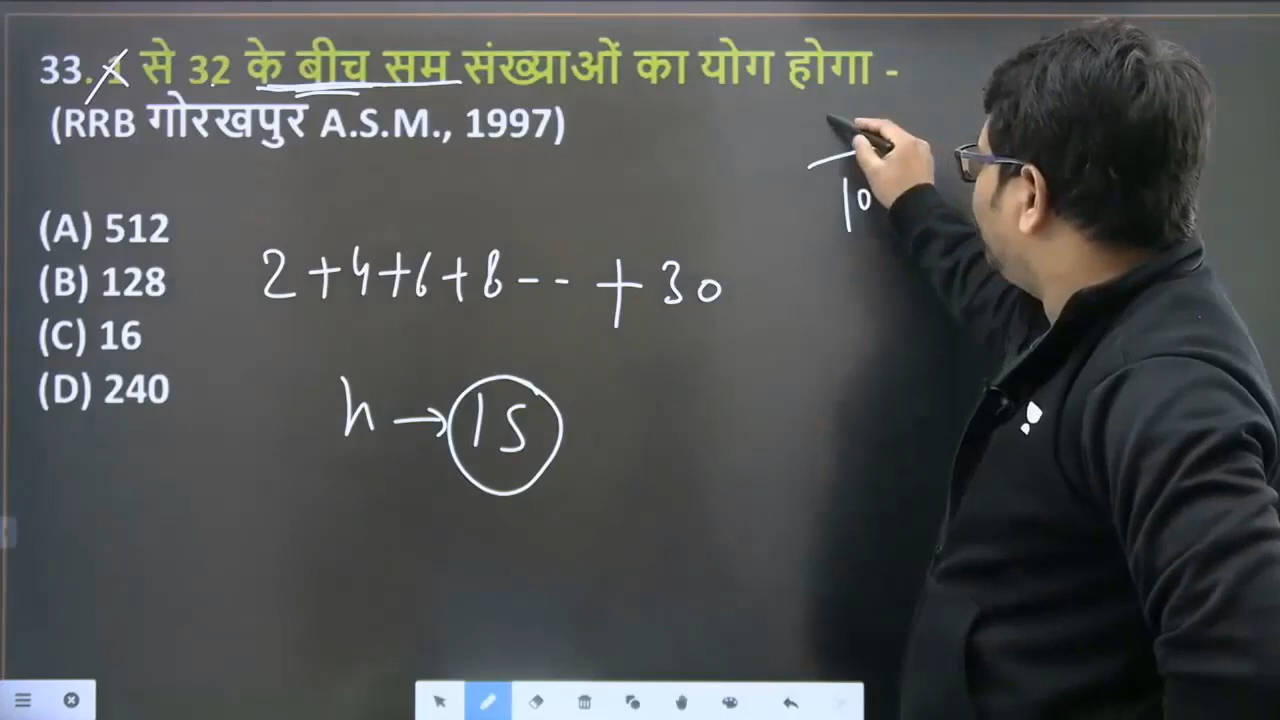 33. 1 से 32 के बीच सम संख्याओं का योग होगा -
(RRB गोरखपुर A.S.M., 1997)
(A) 512
(B) 128
(C) 16
(D) 240
2+4+6+8-- +30
n → 15
10